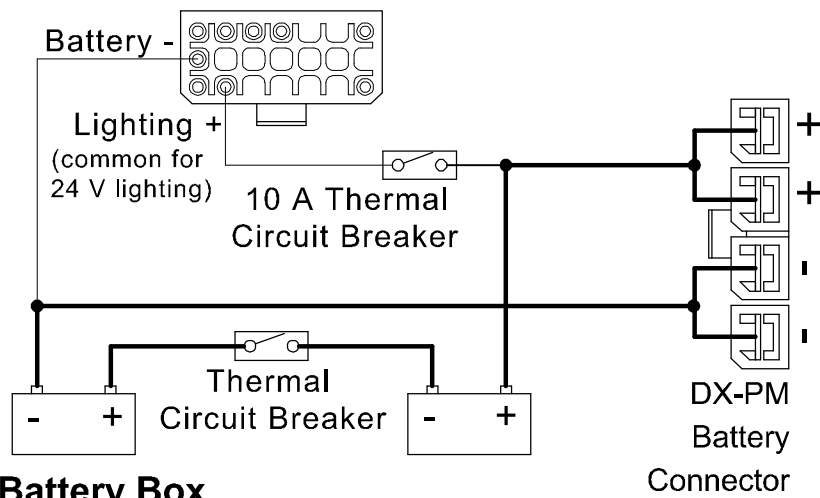 Battery -
Lighting +
(common for
24 V lighting)
10 A Thermal
Circuit Breaker
+
+
-
-
Thermal
Circuit Breaker
- +
- +
DX-PM
Battery
Connector
Battery Box